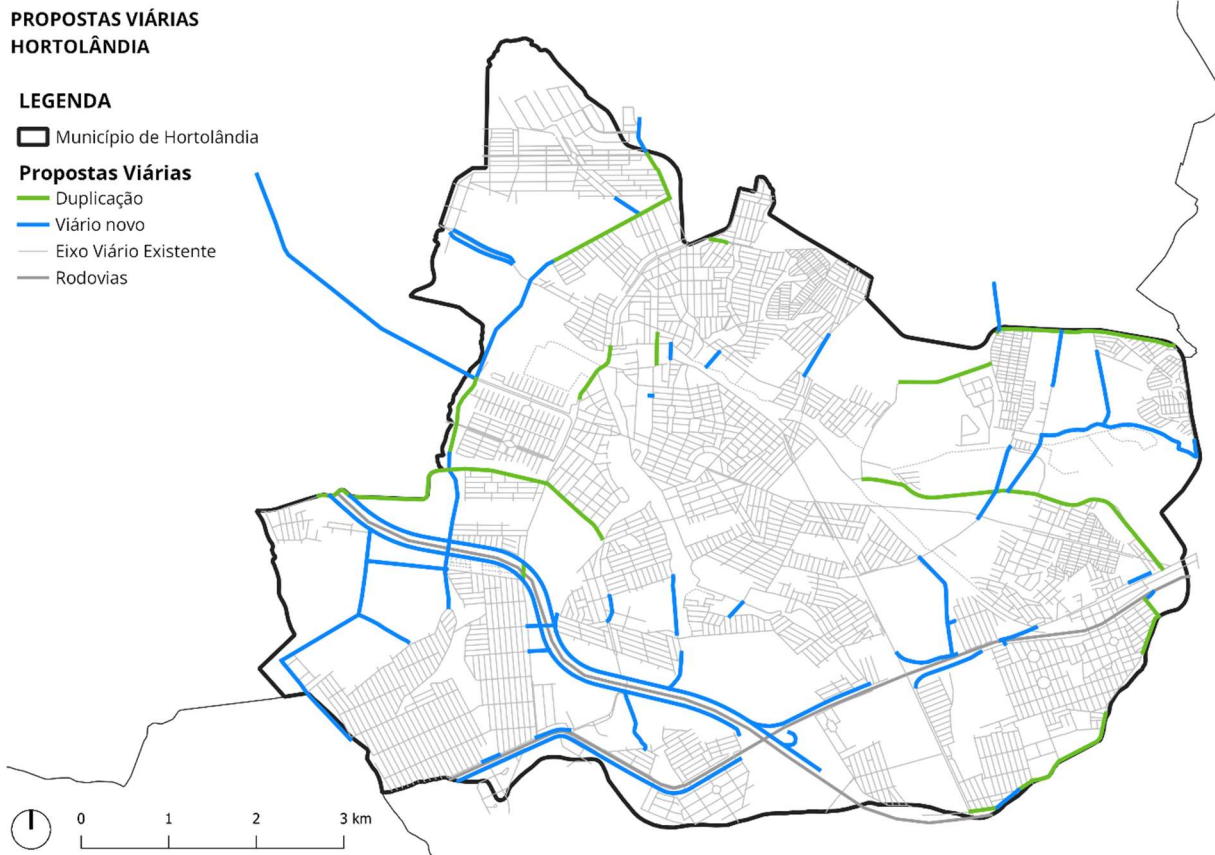 PROPOSTAS VIÁRIAS
HORTOLÂNDIA
LEGENDA
Município de Hortolândia
Propostas Viárias
Duplicação
Viário novo
Eixo Viário Existente
Rodovias
0 1 2 3 km